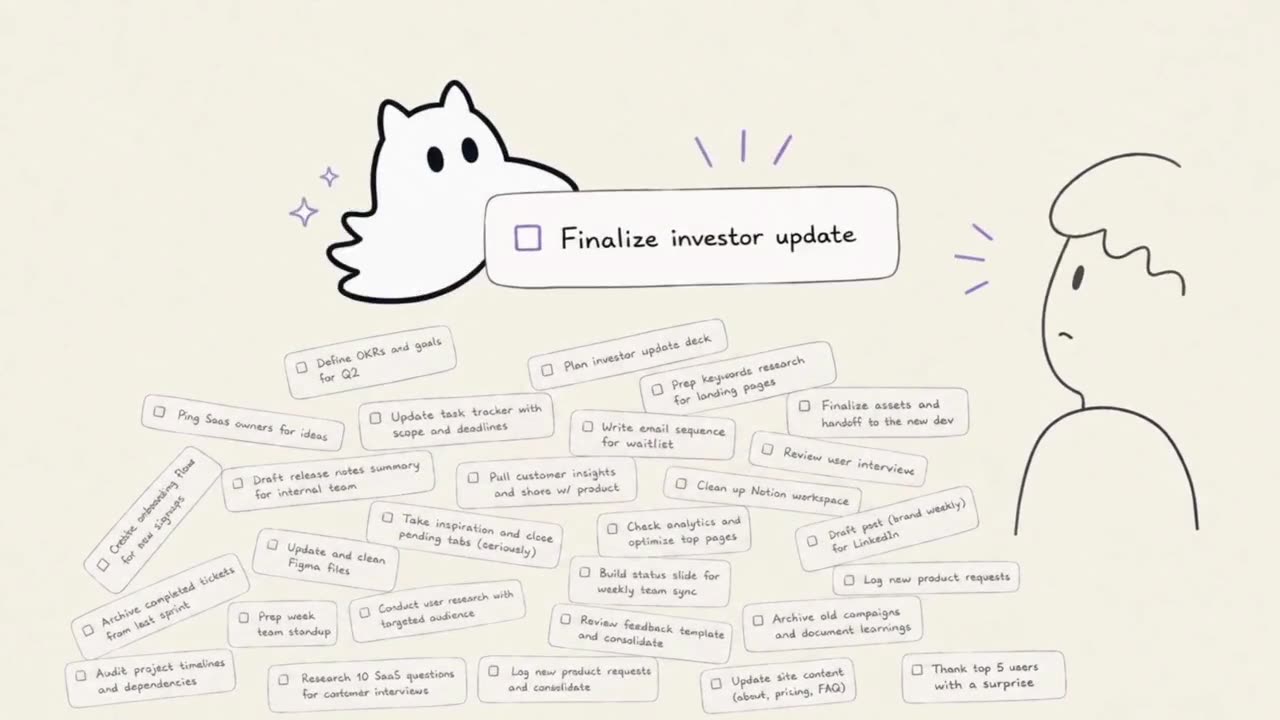 Finalize investor update
Define OKRs and goals
for Q2
Plan investor update deck
Prep keywords research
for landing pages
Ping SaaS owners for ideas
Update task tracker with
scope and deadlines
Finalize assets and
handoff to the new dev
Write email sequence
for waitlist
Review user interviews
Create onboarding flow
for new signups
Draft release notes summary
for internal team
Pull customer insights
and share w/ product
Clean up Notion workspace
Take inspiration and close
pending tabs (seriously)
Check analytics and
optimize top pages
Draft post (brand weekly)
for LinkedIn
Update and clean
Figma files
Build status slide for
weekly team sync
Log new product requests
Archive completed tickets
from last sprint
Prep week
team standup
Conduct user research with
targeted audience
Review feedback template
and consolidate
Archive old campaigns
and document learnings
Audit project timelines
and dependencies
Research 10 SaaS questions
for customer interviews
Log new product requests
and consolidate
Update site content
(about, pricing, FAQ)
Thank top 5 users
with a surprise